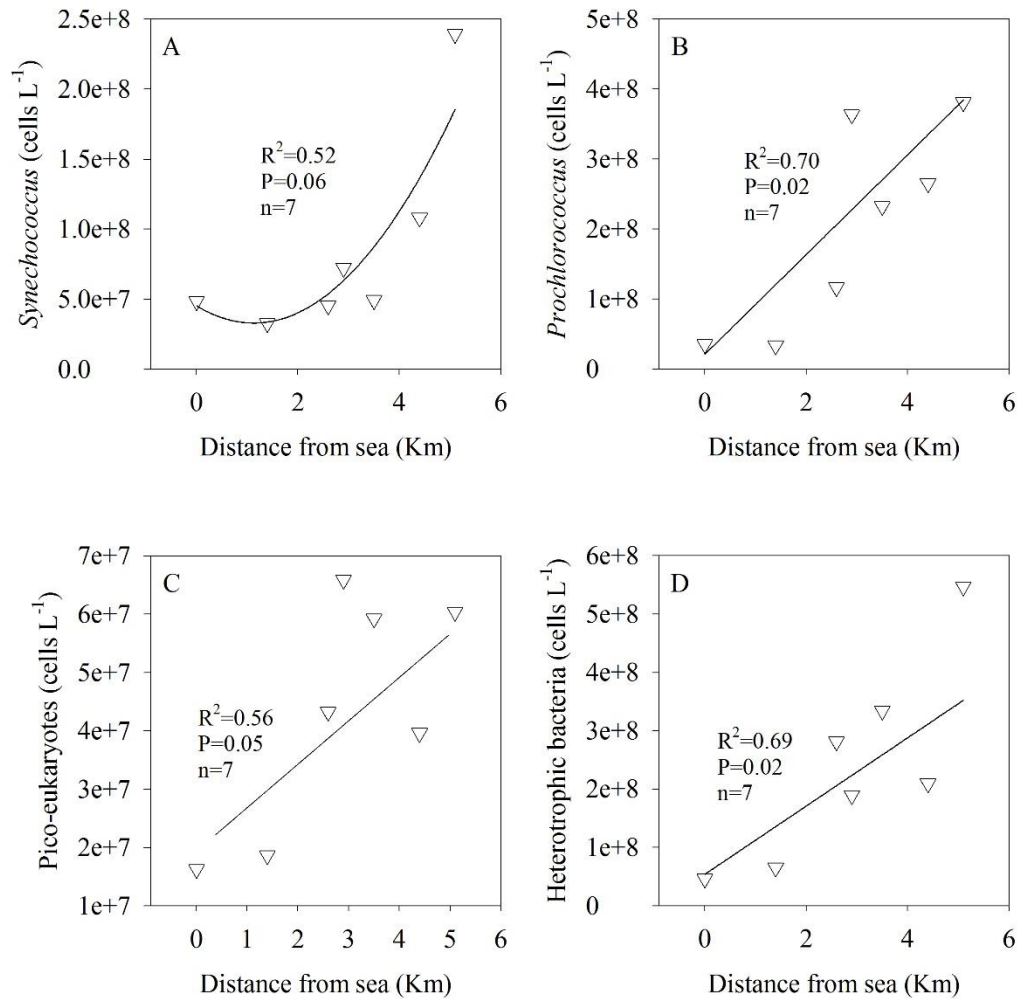 A
Synechococcus (cells L-1)
2.5e+8
2.0e+8
1.5e+8
1.0e+8
5.0e+7
0.0
R2=0.52
P=0.06
n=7
0 2 4 6
Distance from sea (Km)
B
Prochlorococcus (cells L-1)
5e+8
4e+8
3e+8
2e+8
1e+8
0
R2=0.70
P=0.02
n=7
0 2 4 6
Distance from sea (Km)
C
Pico-eukaryotes (cells L-1)
7e+7
6e+7
5e+7
4e+7
2e+7
1e+7
R2=0.56
P=0.05
n=7
0 1 2 3 5 6
Distance from sea (Km)
D
Heterotrophic bacteria (cells L-1)
6e+8
5e+8
4e+8
3e+8
2e+8
1e+8
0
R2=0.69
P=0.02
n=7
0 2 4 6
Distance from sea (Km)